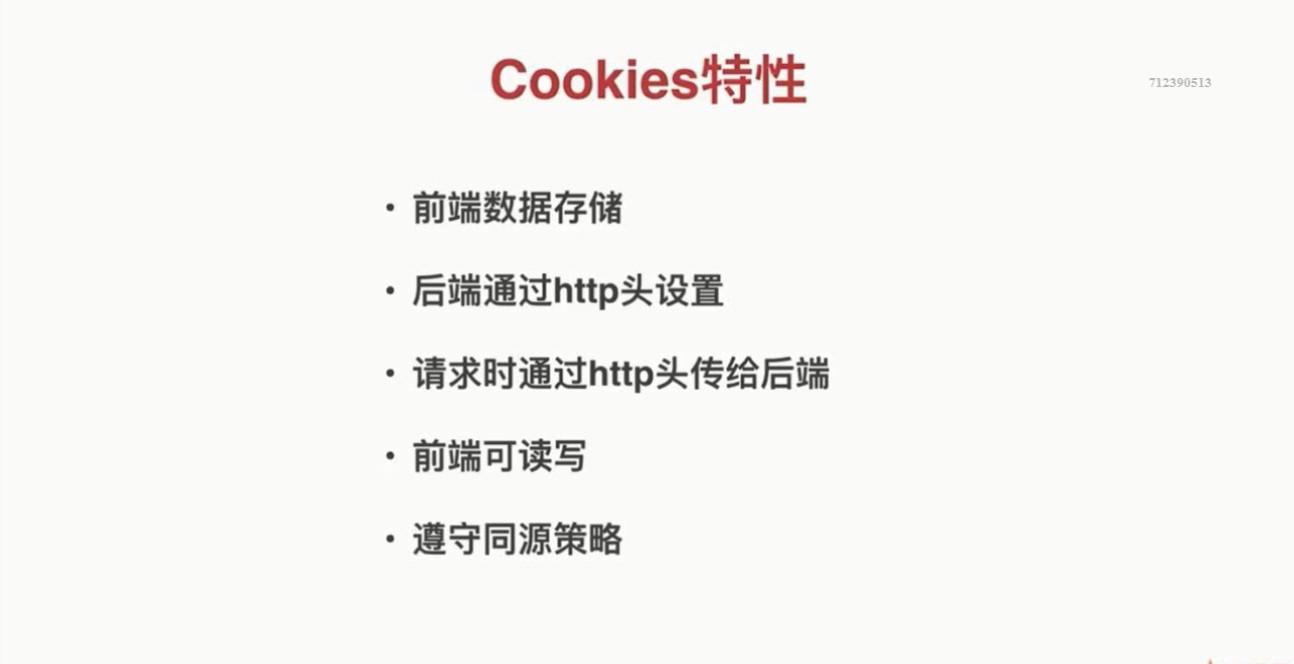 Cookies特性
712390513
• 前端数据存储
• 后端通过http头设置
• 请求时通过http头传给后端
• 前端可读写
• 遵守同源策略